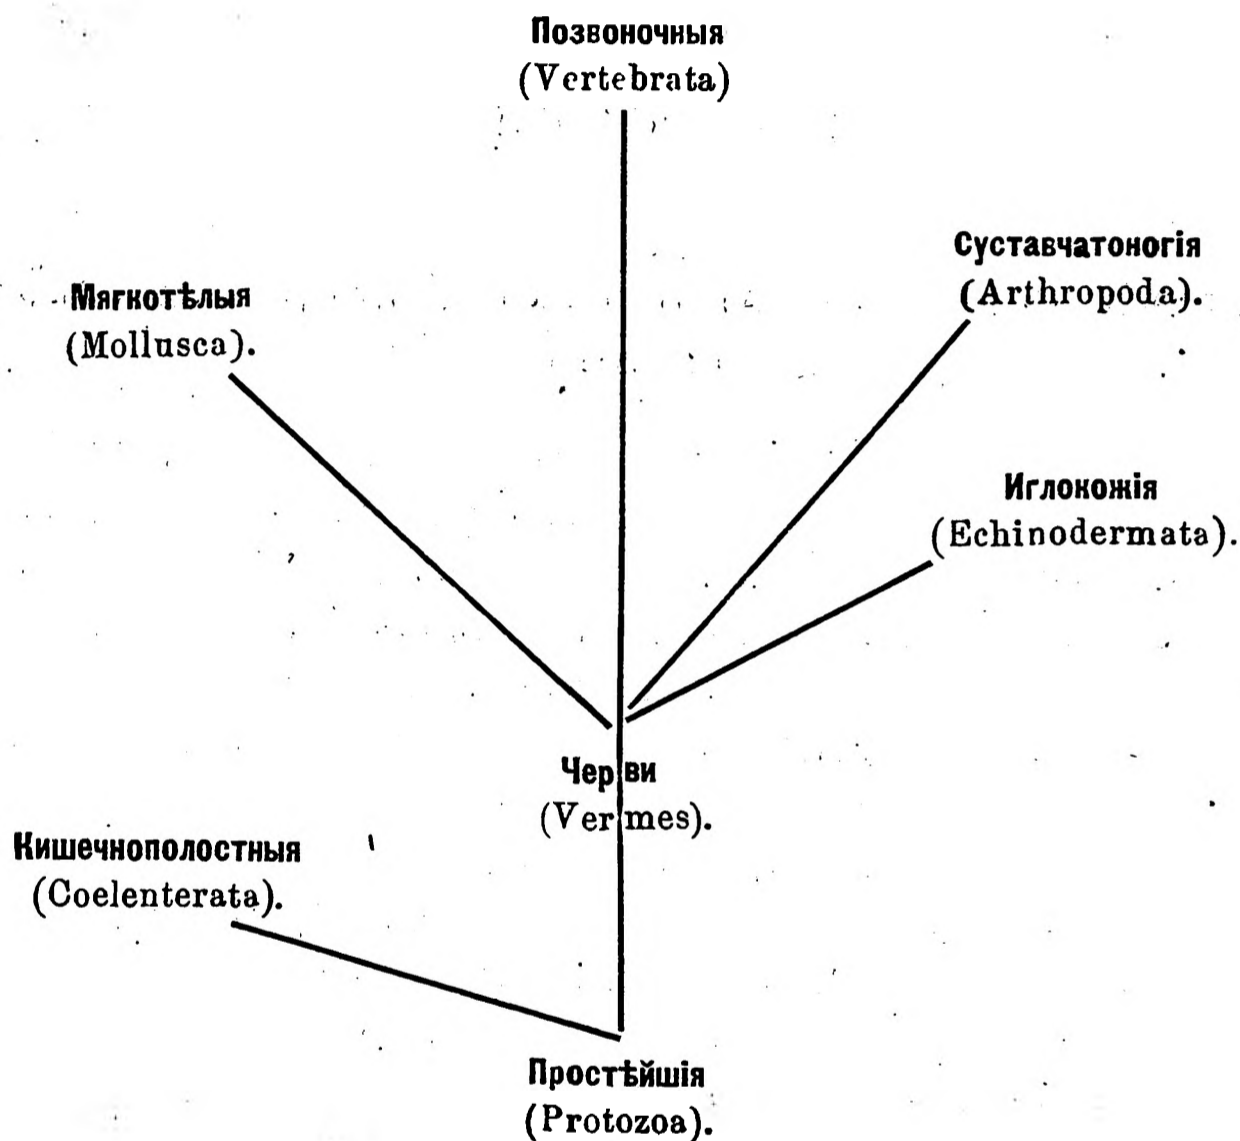 Позвоночныя
(Vertebrata)
Суставчатоногія
(Arthropoda).
Мягкотѣлыя
(Mollusca).
Иглокожія
(Echinodermata).
Черви
(Vermes).
Кишечнополостныя
(Coelenterata).
Простѣйшія
(Protozoa).